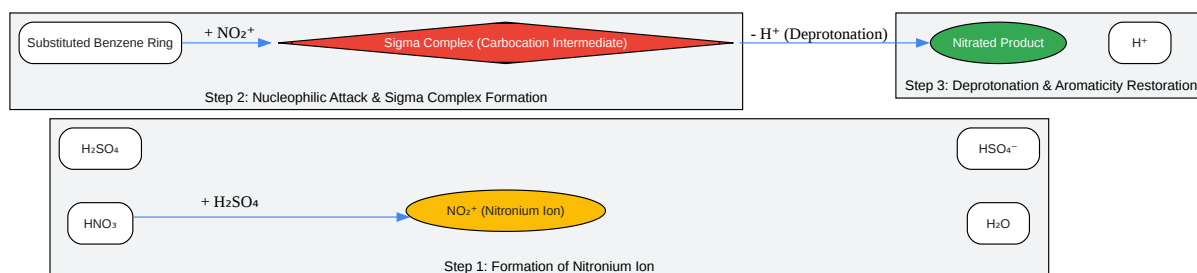 Substituted Benzene Ring
+ NO₂⁺
Sigma Complex (Carbocation Intermediate)
- H⁺ (Deprotonation)
Nitrated Product
H⁺
Step 2: Nucleophilic Attack & Sigma Complex Formation
Step 3: Deprotonation & Aromaticity Restoration
H₂SO₄
HSO₄⁻
HNO₃
+ H₂SO₄
NO₂⁺ (Nitronium Ion)
H₂O
Step 1: Formation of Nitronium Ion